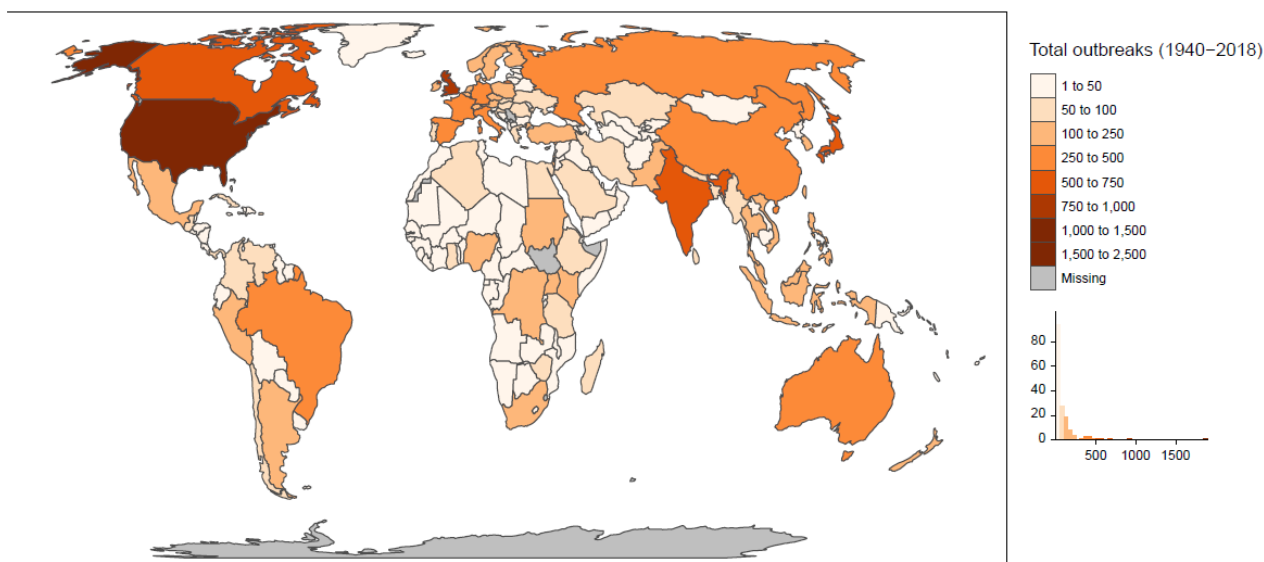 Total outbreaks (1940−2018)
1 to 50
50 to 100
100 to 250
250 to 500
500 to 750
750 to 1,000
1,000 to 1,500
1,500 to 2,500
Missing
80
60
40
20
0
500 1000 1500